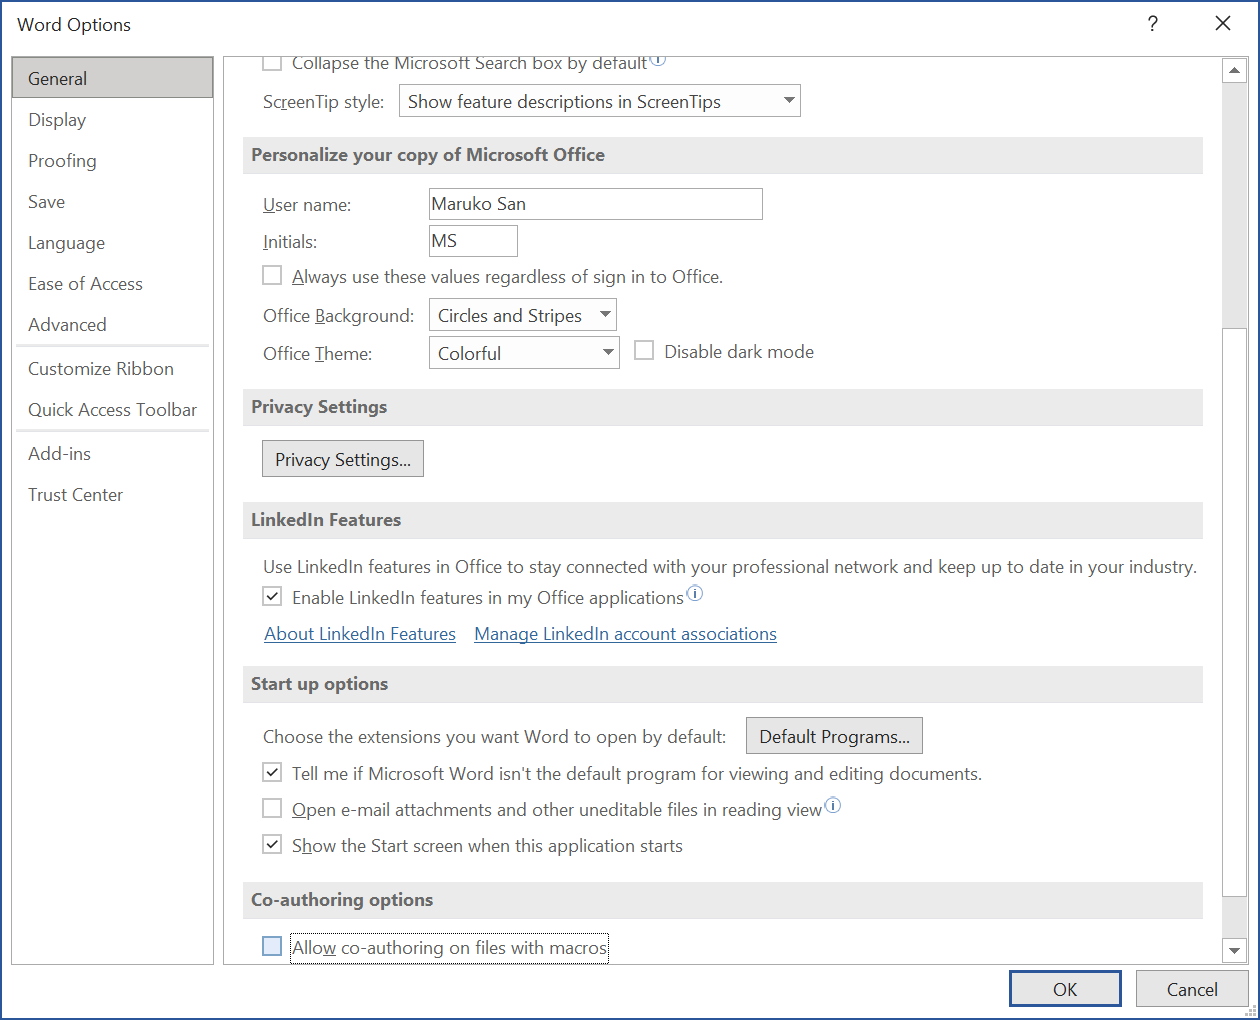 Word Options
?
General
Display
Proofing
Save
Language
Ease of Access
Advanced
Customize Ribbon
Quick Access Toolbar
Add-ins
Trust Center
Collapse the Microsoft Search box by default
ScreenTip style: Show feature descriptions in ScreenTips
Personalize your copy of Microsoft Office
User name: Maruko San
Initials: MS
Always use these values regardless of sign in to Office.
Office Background: Circles and Stripes
Office Theme: Colorful Disable dark mode
Privacy Settings
Privacy Settings...
LinkedIn Features
Use LinkedIn features in Office to stay connected with your professional network and keep up to date in your industry.
Enable LinkedIn features in my Office applications
About LinkedIn Features Manage LinkedIn account associations
Start up options
Choose the extensions you want Word to open by default: Default Programs...
Tell me if Microsoft Word isn't the default program for viewing and editing documents.
Open e-mail attachments and other uneditable files in reading view
Show the Start screen when this application starts
Co-authoring options
Allow co-authoring on files with macros
OK Cancel